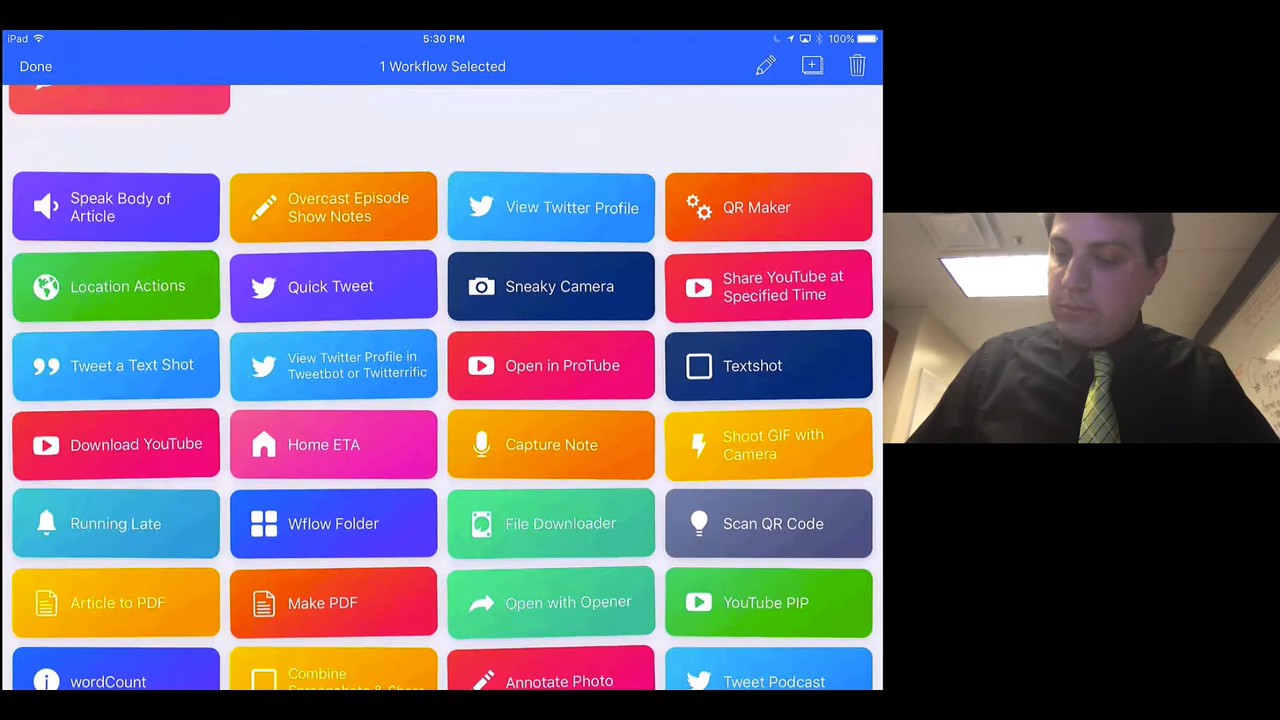 iPad
5:30 PM
100%
Done
1 Workflow Selected
Speak Body of
Article
Overcast Episode
Show Notes
View Twitter Profile
QR Maker
Location Actions
Quick Tweet
Sneaky Camera
Share YouTube at
Specified Time
Tweet a Text Shot
View Twitter Profile in
Tweetbot or Twitterrific
Open in ProTube
Textshot
Download YouTube
Home ETA
Capture Note
Shoot GIF with
Camera
Running Late
Wflow Folder
File Downloader
Scan QR Code
Article to PDF
Make PDF
Open with Opener
YouTube PIP
wordCount
Combine
Screenshots & Share
Annotate Photo
Tweet Podcast